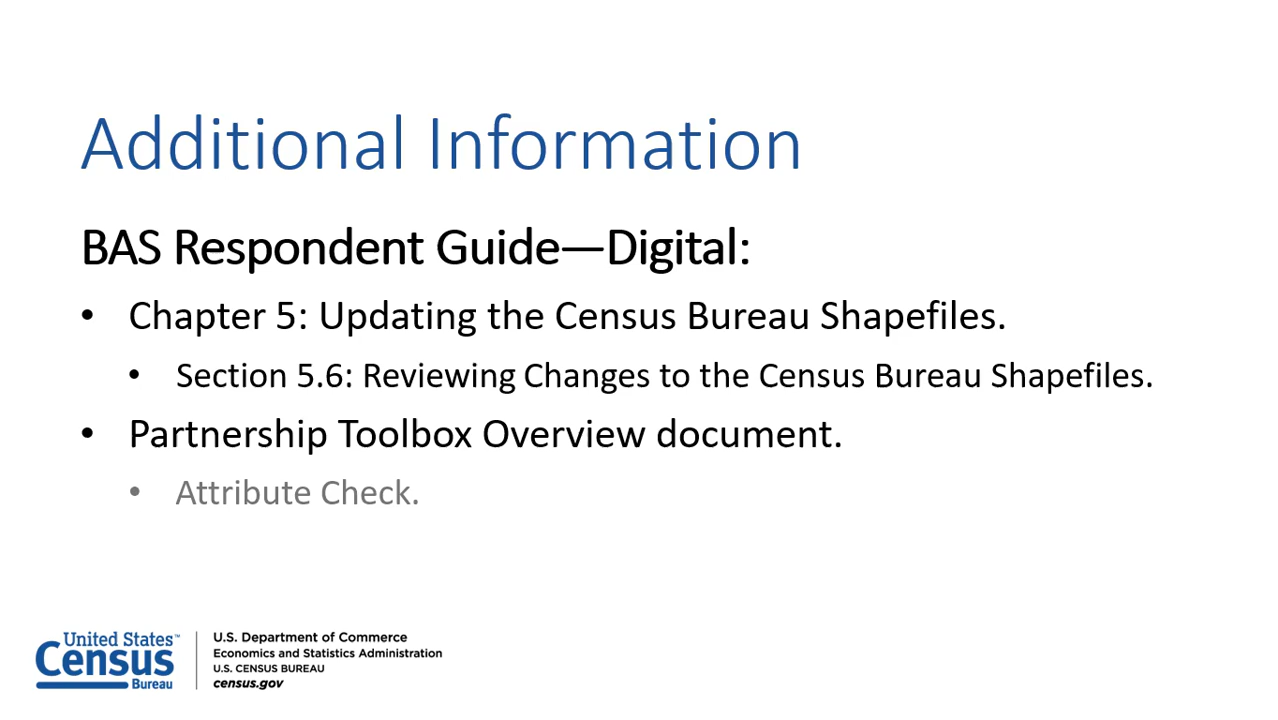 Additional Information
BAS Respondent Guide—Digital:
• Chapter 5: Updating the Census Bureau Shapefiles.
• Section 5.6: Reviewing Changes to the Census Bureau Shapefiles.
• Partnership Toolbox Overview document.
• Attribute Check.
United States™
Census
Bureau
U.S. Department of Commerce
Economics and Statistics Administration
U.S. CENSUS BUREAU
census.gov